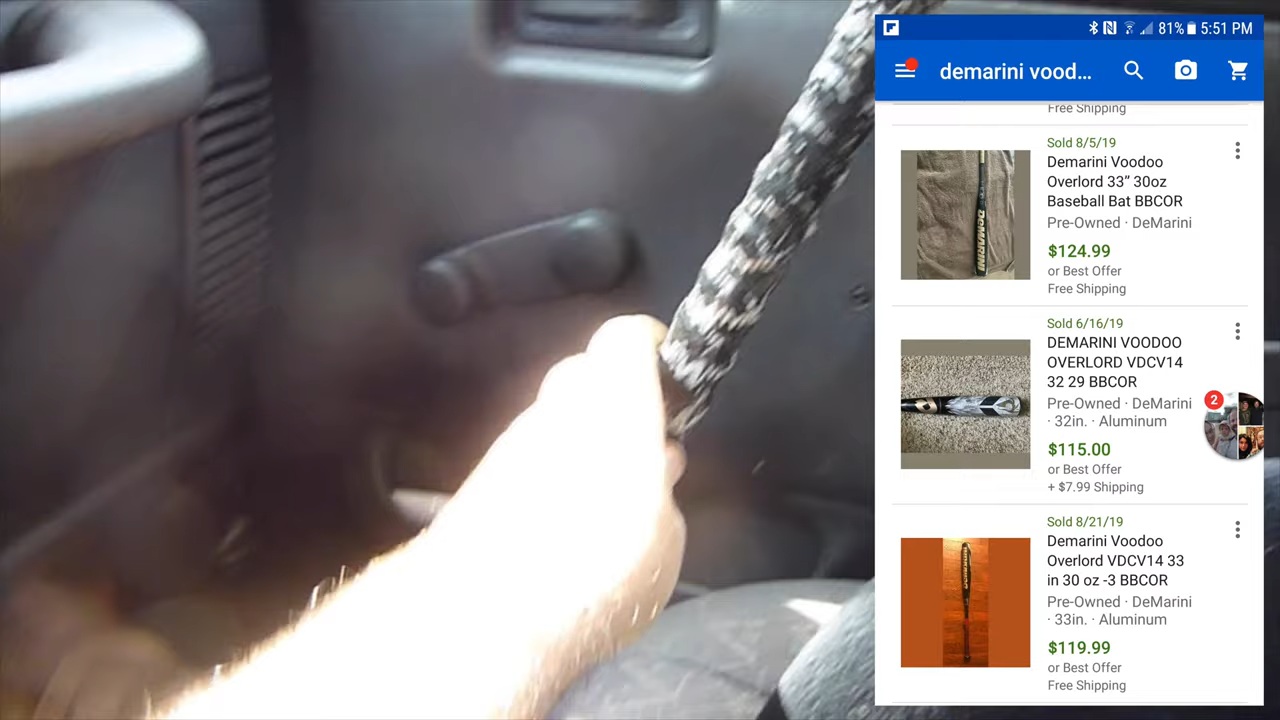 81% 5:51 PM
demarini vood...
Free Shipping
Sold 8/5/19
Demarini Voodoo
Overlord 33” 30oz
Baseball Bat BBCOR
Pre-Owned · DeMarini
$124.99
or Best Offer
Free Shipping
DeMARINI
Sold 6/16/19
DEMARINI VOODOO
OVERLORD VDCV14
32 29 BBCOR
Pre-Owned · DeMarini
· 32in. · Aluminum
$115.00
or Best Offer
+ $7.99 Shipping
2
Sold 8/21/19
Demarini Voodoo
Overlord VDCV14 33
in 30 oz -3 BBCOR
Pre-Owned · DeMarini
· 33in. · Aluminum
$119.99
or Best Offer
Free Shipping